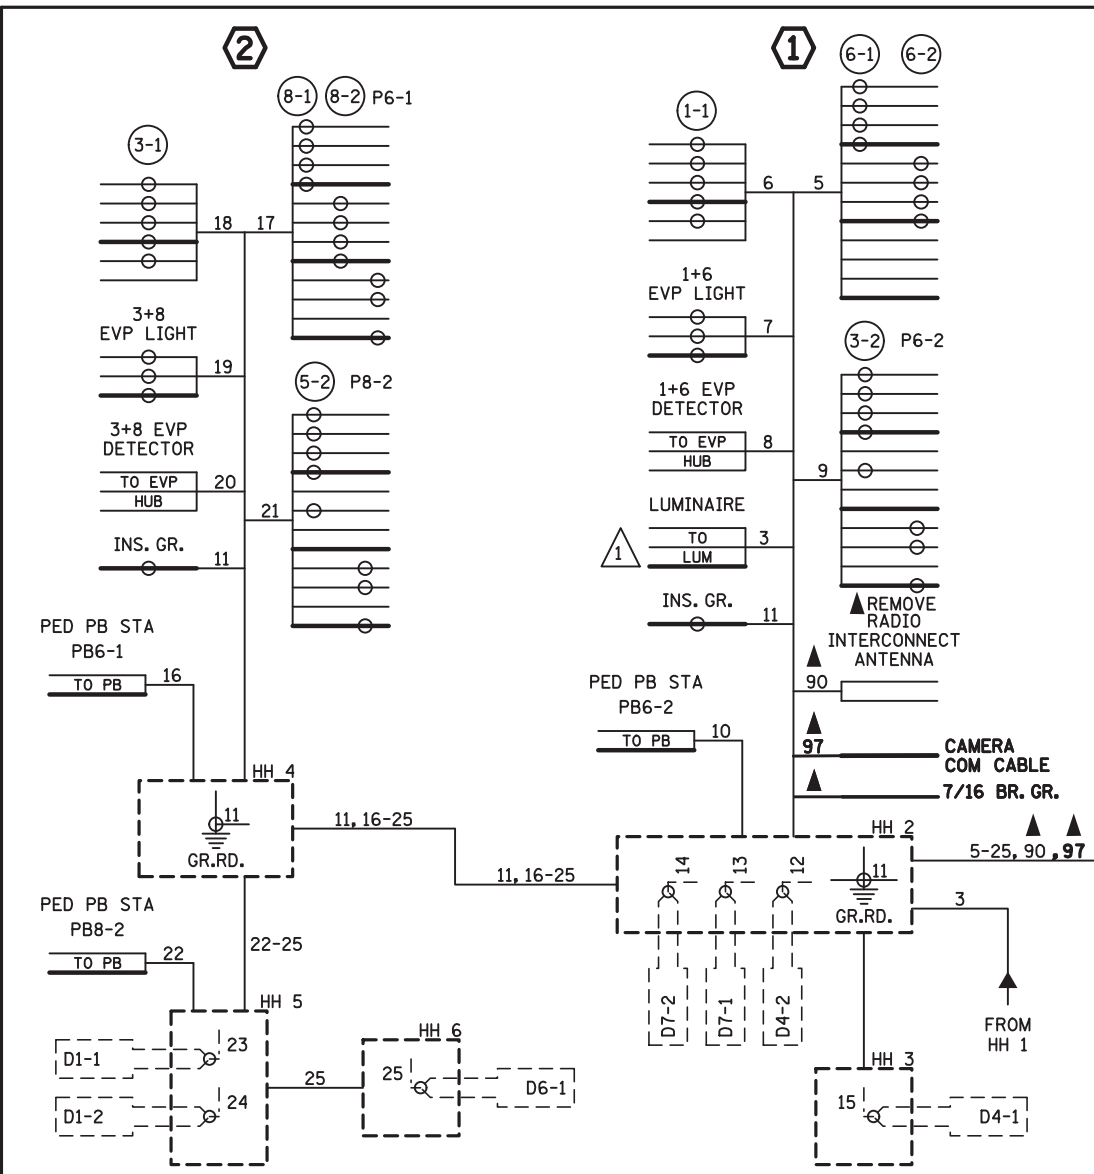 2
8-1 8-2 P6-1
3-1
18 17
3+8
EVP LIGHT
19
5-2 P8-2
3+8 EVP
DETECTOR
TO EVP
HUB
20
21
INS. GR.
11
PED PB STA
PB6-1
TO PB
16
HH 4
11
GR.RD.
11, 16-25
PED PB STA
PB8-2
TO PB
22
22-25
HH 5
D1-1
23
D1-2
24
25
HH 6
25
D6-1
1
6-1 6-2
1-1
6 5
1+6
EVP LIGHT
7
3-2 P6-2
1+6 EVP
DETECTOR
TO EVP
HUB
8
9
LUMINAIRE
1
TO
LUM
3
INS. GR.
11
REMOVE
RADIO
INTERCONNECT
ANTENNA
90
PED PB STA
PB6-2
TO PB
10
97
CAMERA
COM CABLE
7/16 BR. GR.
HH 2
11, 16-25
14
13
12
11
GR.RD.
5-25, 90 , 97
3
D7-2
D7-1
D4-2
FROM
HH 1
HH 3
15
D4-1